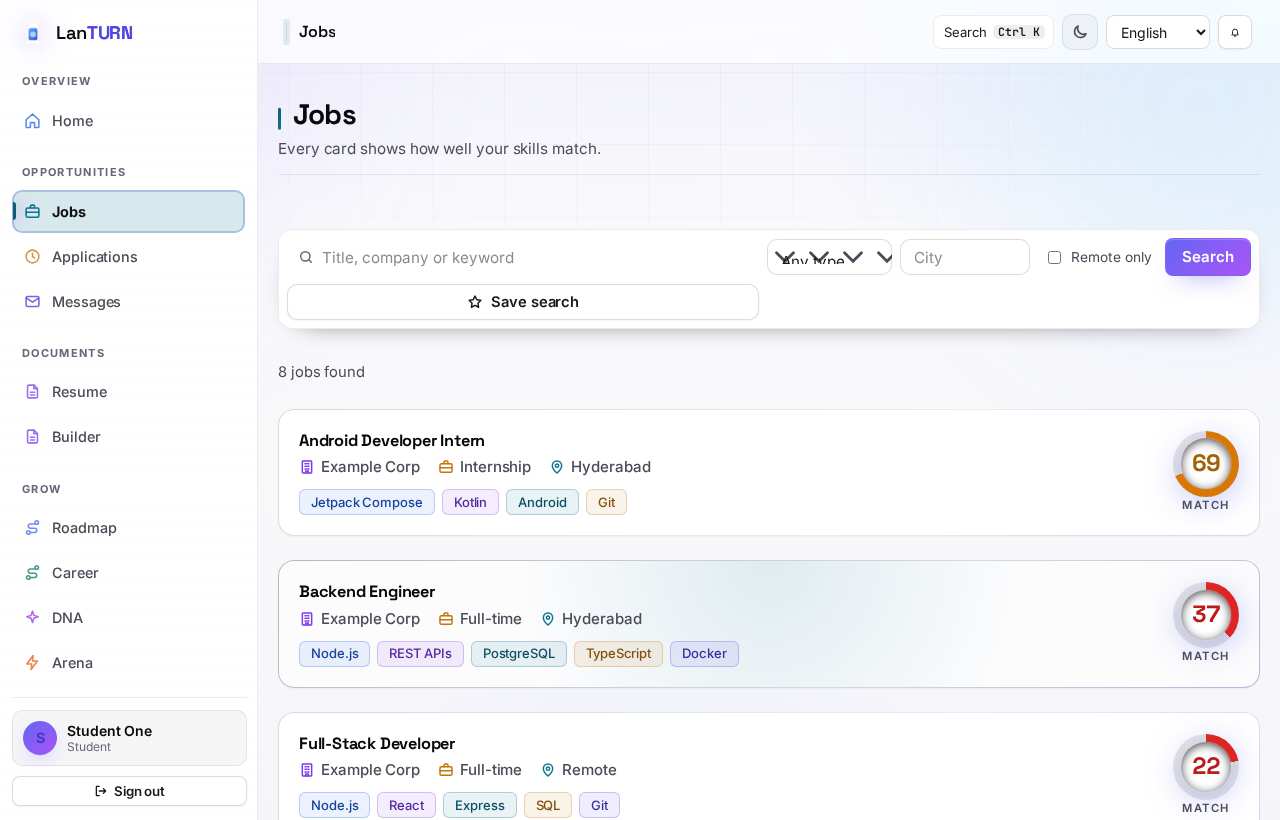 LanTURN
OVERVIEW
Home
OPPORTUNITIES
Jobs
Applications
Messages
DOCUMENTS
Resume
Builder
GROW
Roadmap
Career
DNA
Arena
S
Student One
Student
Sign out
Jobs
Search Ctrl K
English
Jobs
Every card shows how well your skills match.
Title, company or keyword
Any type
City
Remote only
Search
Save search
8 jobs found
Android Developer Intern
Example Corp Internship Hyderabad
Jetpack Compose Kotlin Android Git
69
MATCH
Backend Engineer
Example Corp Full-time Hyderabad
Node.js REST APIs PostgreSQL TypeScript Docker
37
MATCH
Full-Stack Developer
Example Corp Full-time Remote
Node.js React Express SQL Git
22
MATCH